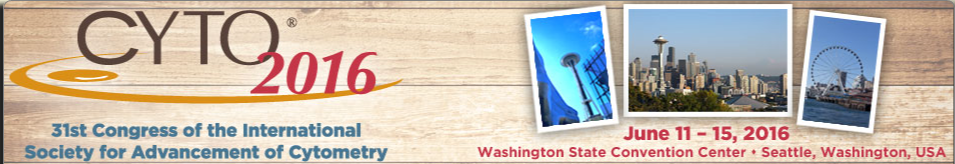 CYTO®
2016
31st Congress of the International
Society for Advancement of Cytometry
June 11 – 15, 2016
Washington State Convention Center • Seattle, Washington, USA